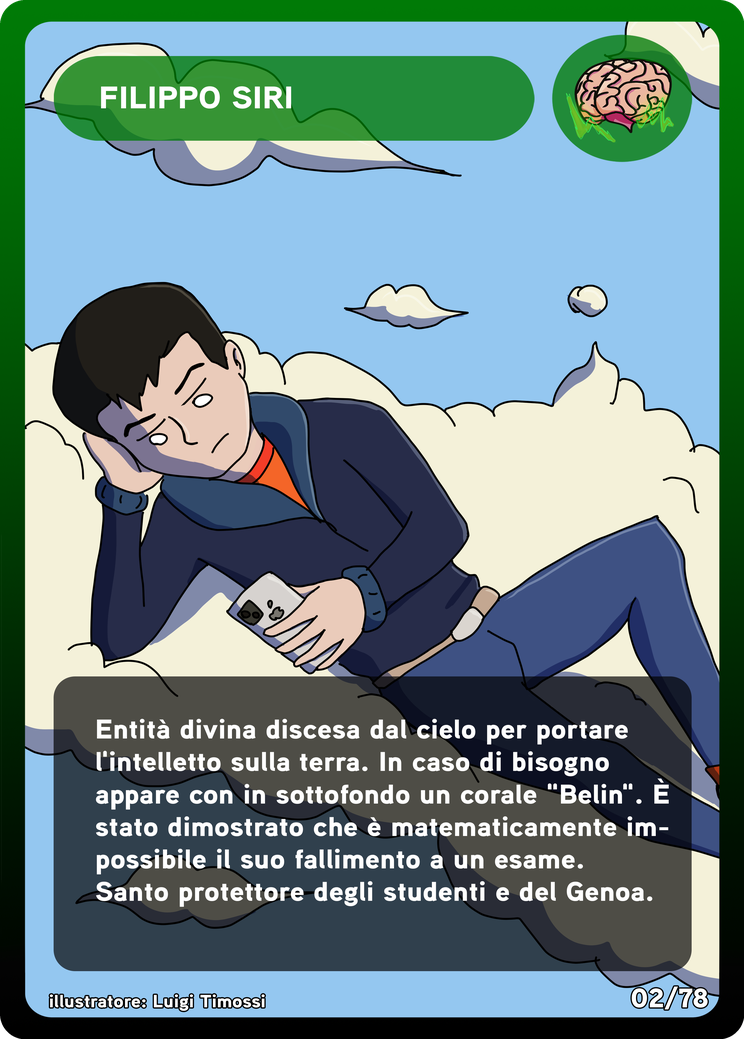 FILIPPO SIRI
Entità divina discesa dal cielo per portare
l'intelletto sulla terra. In caso di bisogno
appare con in sottofondo un corale "Belin". È
stato dimostrato che è matematicamente im-
possibile il suo fallimento a un esame.
Santo protettore degli studenti e del Genoa.
illustratore: Luigi Timossi
02/78